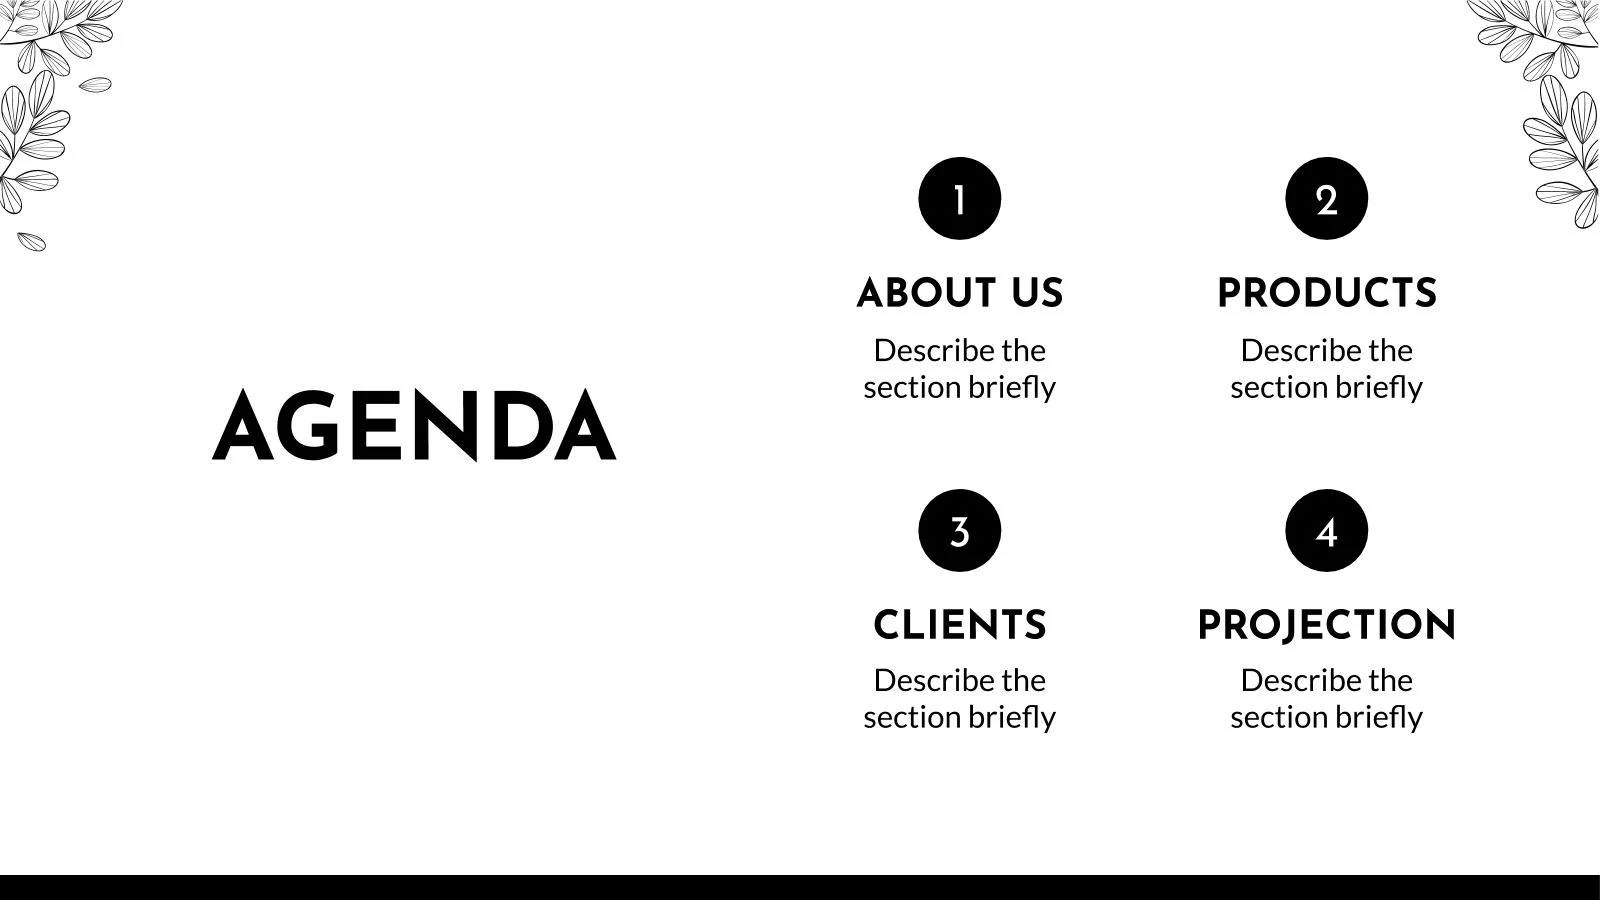 AGENDA
1
ABOUT US
Describe the
section briefly
2
PRODUCTS
Describe the
section briefly
3
CLIENTS
Describe the
section briefly
4
PROJECTION
Describe the
section briefly